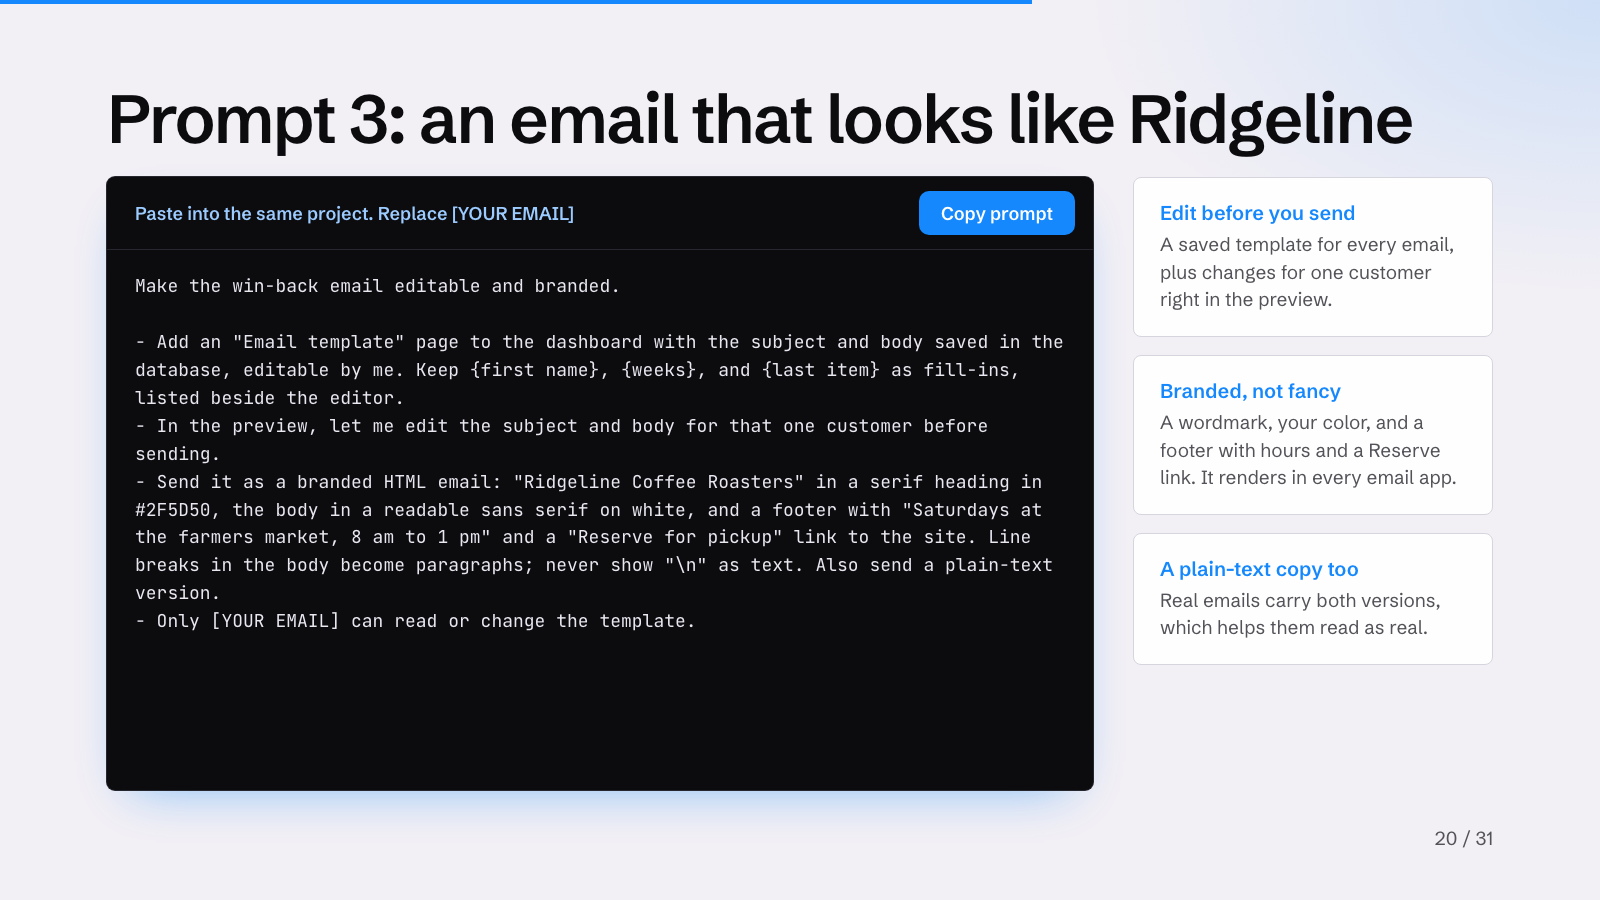 Prompt 3: an email that looks like Ridgeline
Paste into the same project. Replace [YOUR EMAIL]
Copy prompt
Make the win-back email editable and branded.
- Add an "Email template" page to the dashboard with the subject and body saved in the
database, editable by me. Keep {first name}, {weeks}, and {last item} as fill-ins,
listed beside the editor.
- In the preview, let me edit the subject and body for that one customer before
sending.
- Send it as a branded HTML email: "Ridgeline Coffee Roasters" in a serif heading in
#2F5D50, the body in a readable sans serif on white, and a footer with "Saturdays at
the farmers market, 8 am to 1 pm" and a "Reserve for pickup" link to the site. Line
breaks in the body become paragraphs; never show "\n" as text. Also send a plain-text
version.
- Only [YOUR EMAIL] can read or change the template.
Edit before you send
A saved template for every email,
plus changes for one customer
right in the preview.
Branded, not fancy
A wordmark, your color, and a
footer with hours and a Reserve
link. It renders in every email app.
A plain-text copy too
Real emails carry both versions,
which helps them read as real.
20 / 31